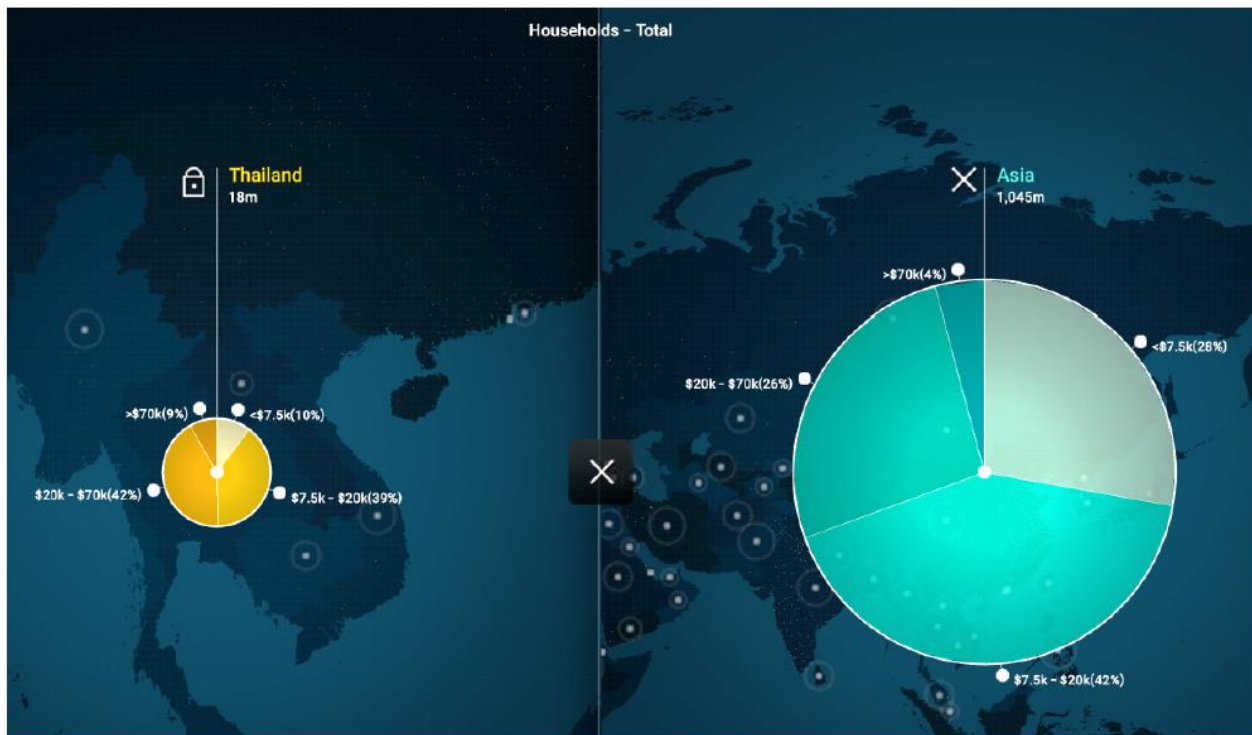 Households – Total
Thailand
18m
>$70k(9%)
<$7.5k(10%)
$20k – $70k(42%)
$7.5k – $20k(39%)
Asia
1,045m
>$70k(4%)
<$7.5k(28%)
$20k – $70k(26%)
$7.5k – $20k(42%)